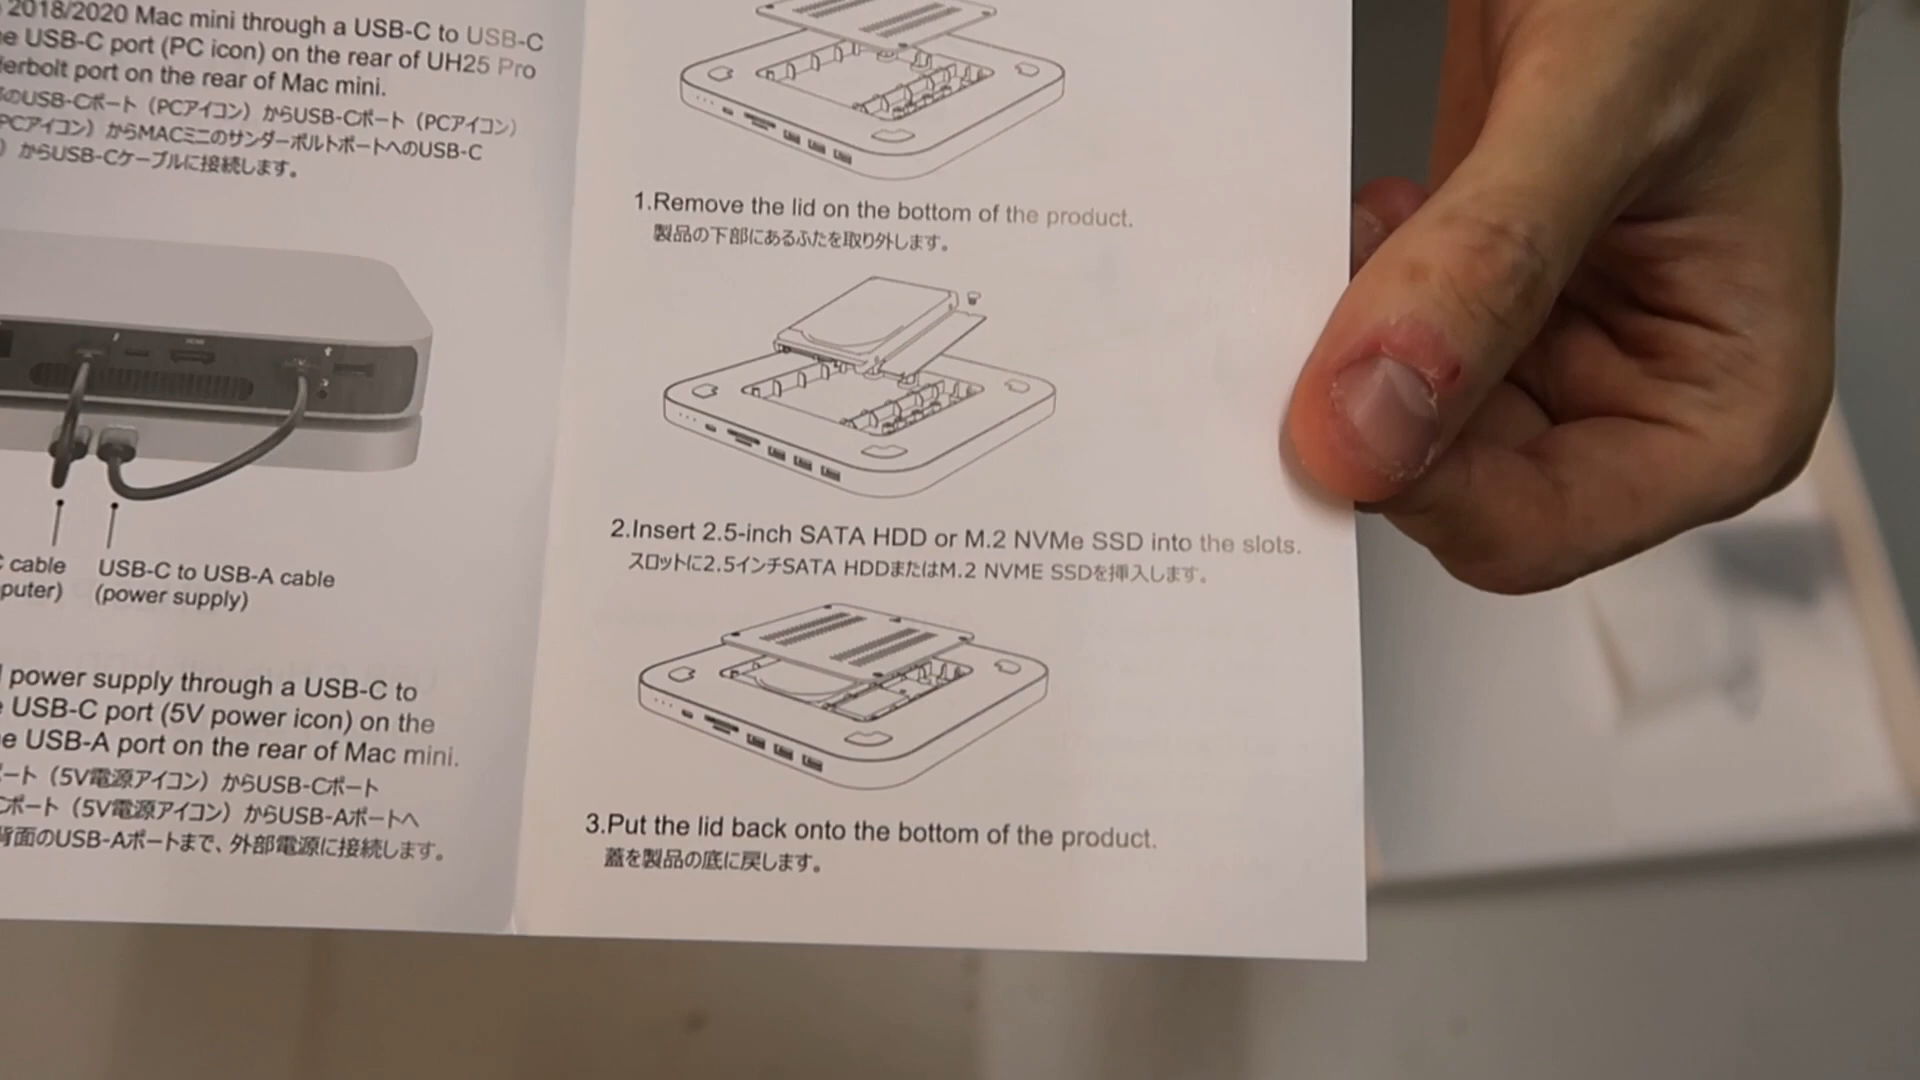 2018/2020 Mac mini through a USB-C to USB-C
USB-C port (PC icon) on the rear of UH25 Pro
port on the rear of Mac mini.
のUSB-Cポート（PCアイコン）からUSB-Cポート（PCアイコン）
PCアイコン）からMACミニのサンダーボルトポートへのUSB-C
）からUSB-Cケーブルに接続します。
cable
USB-C to USB-A cable
(power supply)
power supply through a USB-C to
USB-C port (5V power icon) on the
USB-A port on the rear of Mac mini.
ート（5V電源アイコン）からUSB-Cポート
ポート（5V電源アイコン）からUSB-Aポートへ
背面のUSB-Aポートまで、外部電源に接続します。
1.Remove the lid on the bottom of the product.
製品の下部にあるふたを取り外します。
2.Insert 2.5-inch SATA HDD or M.2 NVMe SSD into the slots.
スロットに2.5インチSATA HDDまたはM.2 NVME SSDを挿入します。
3.Put the lid back onto the bottom of the product.
蓋を製品の底に戻します。